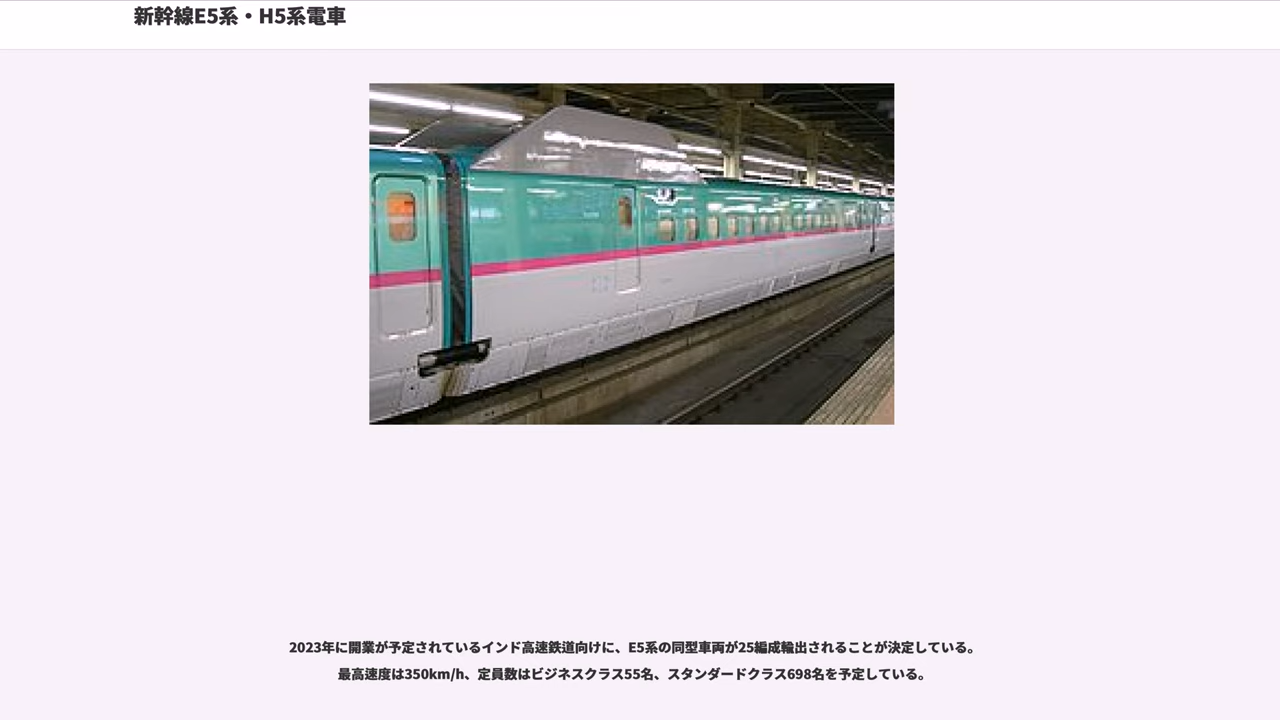 新幹線E5系・H5系電車
2023年に開業が予定されているインド高速鉄道向けに、E5系の同型車両が25編成輸出されることが決定している。
最高速度は350km/h、定員数はビジネスクラス55名、スタンダードクラス698名を予定している。